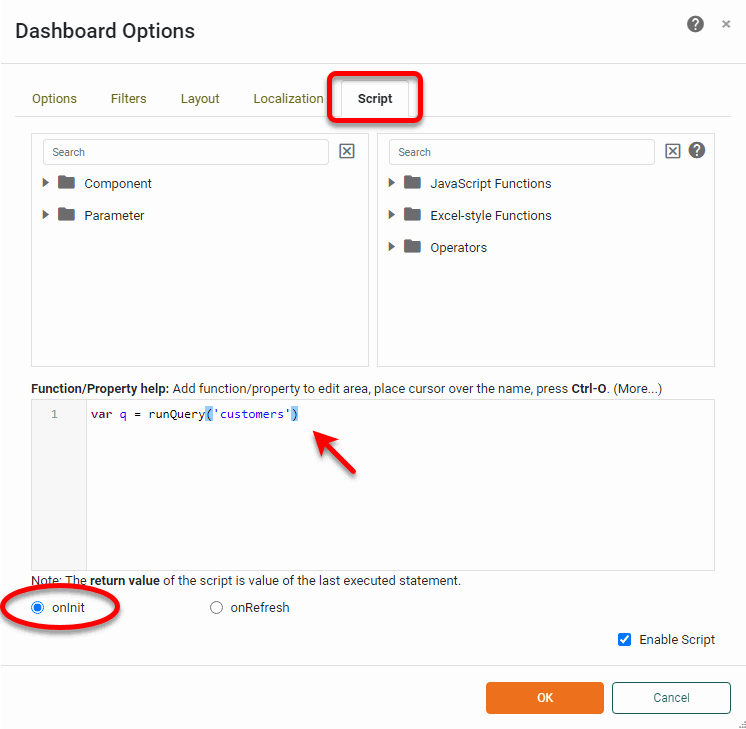 Dashboard Options
Options Filters Layout Localization Script
Search Search
Component JavaScript Functions
Parameter Excel-style Functions
Operators
Function/Property help: Add function/property to edit area, place cursor over the name, press Ctrl-O. (More...)
1 var q = runQuery('customers')
Note: The return value of the script is value of the last executed statement.
onInit onRefresh
Enable Script
OK Cancel